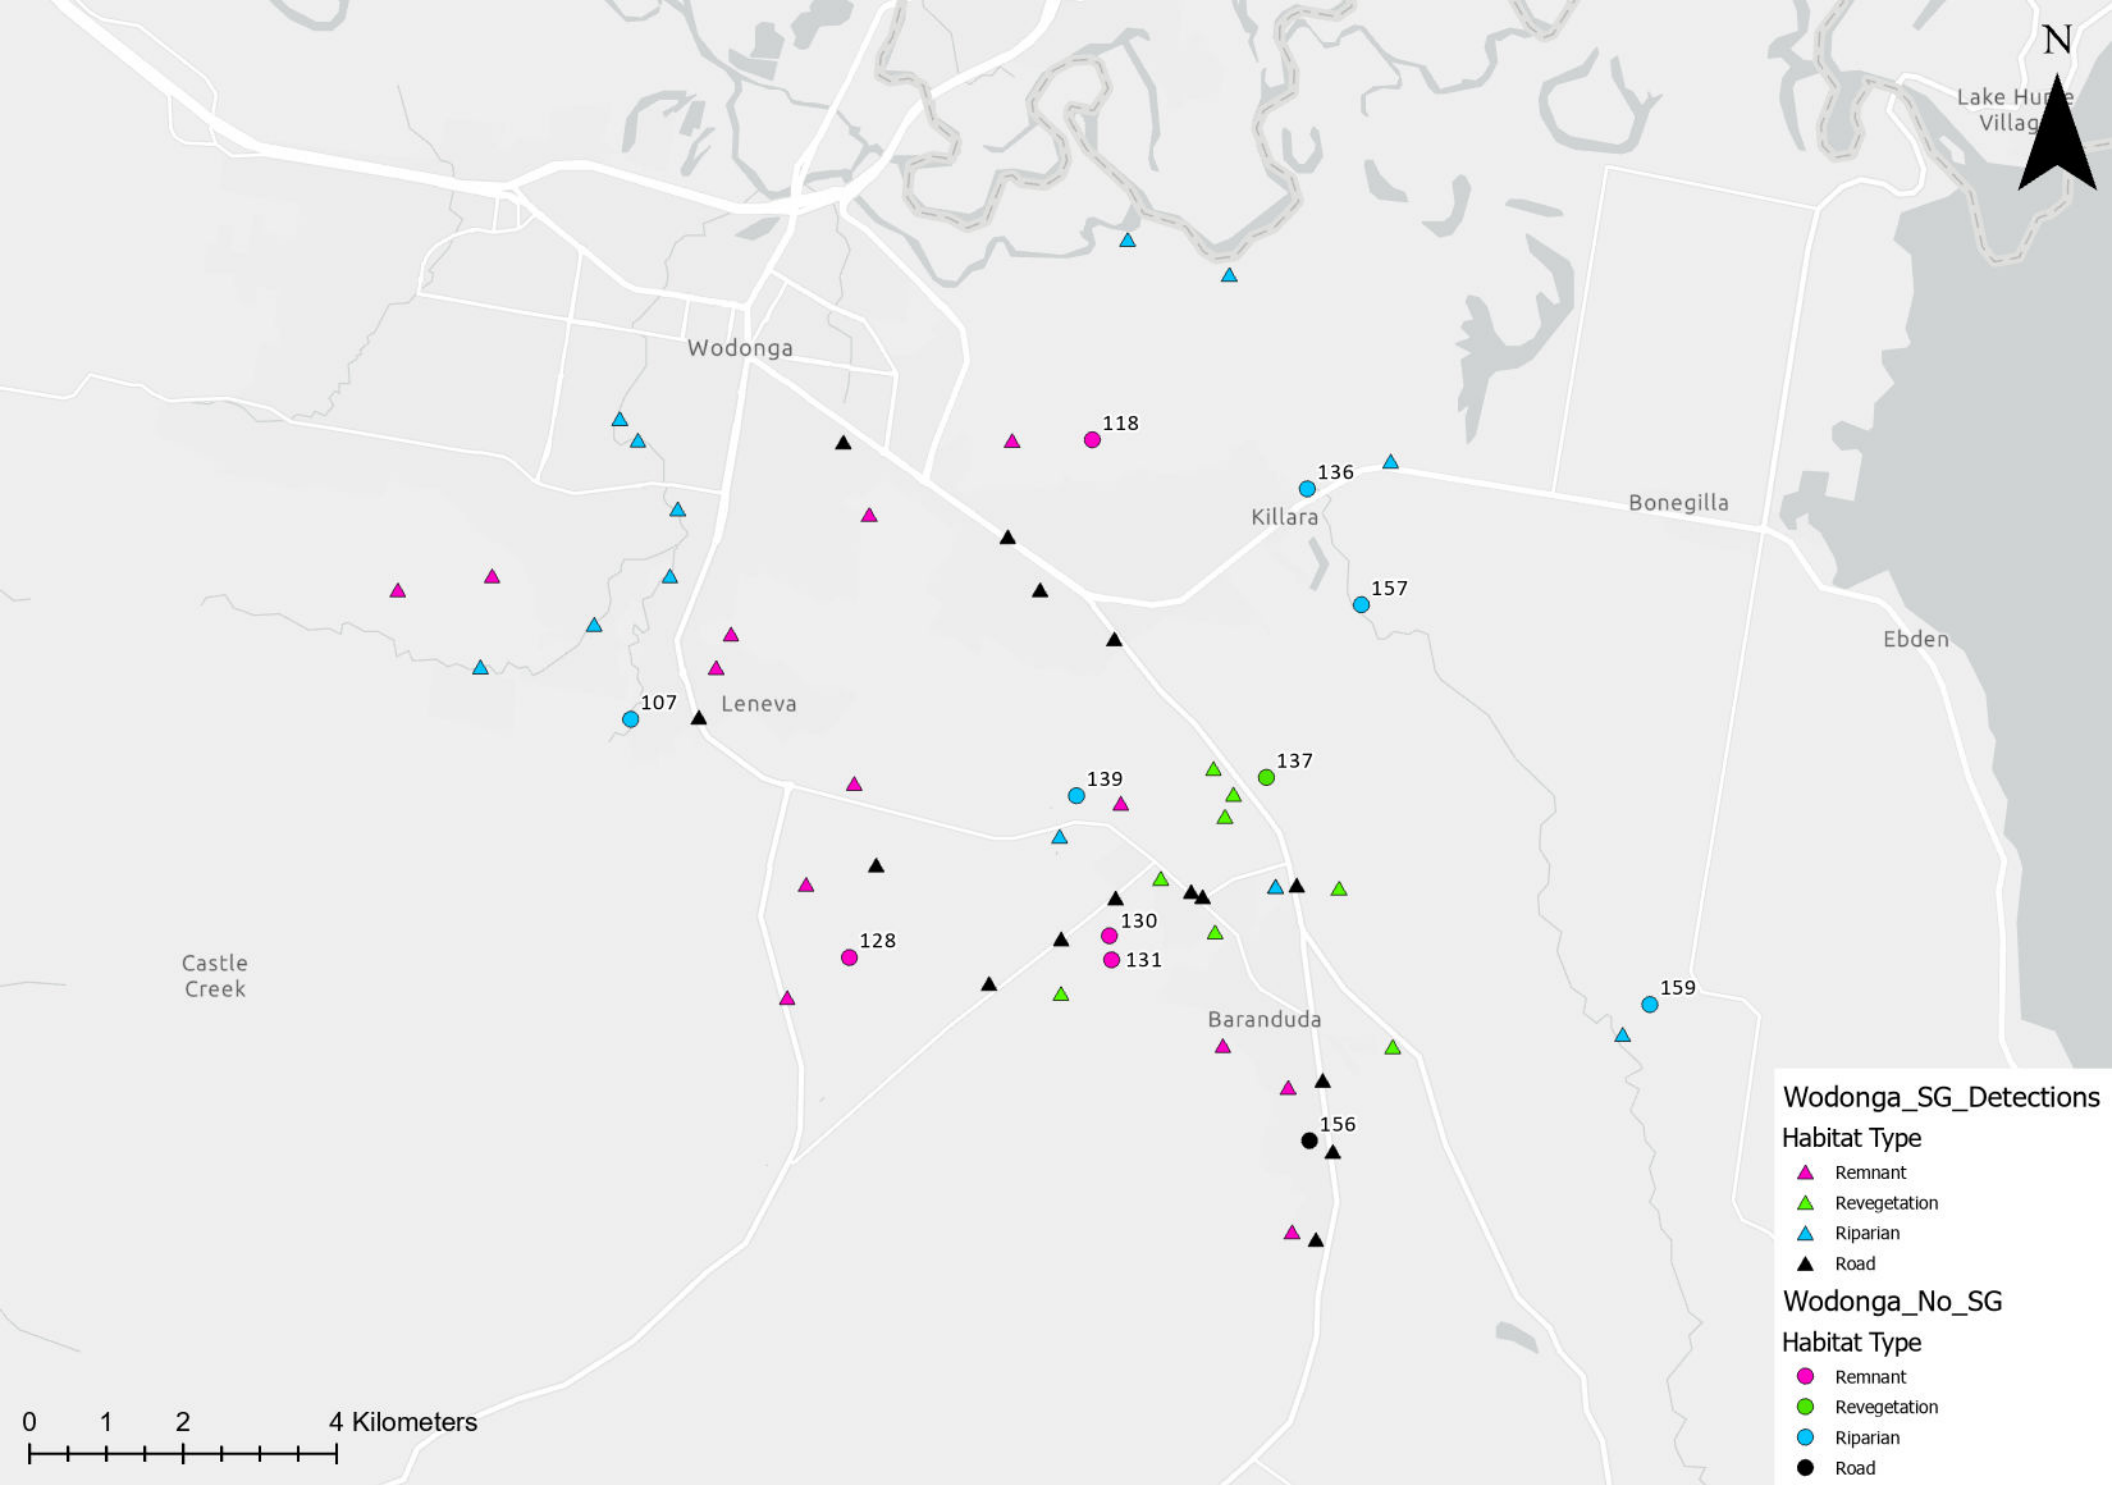 N
Lake Hume
Village
Wodonga
118
136
Killara
Bonegilla
157
Ebden
107
Leneva
137
139
130
128
131
Castle
Creek
159
Baranduda
156
0 1 2 4 Kilometers
Wodonga_SG_Detections
Habitat Type
Remnant
Revegetation
Riparian
Road
Wodonga_No_SG
Habitat Type
Remnant
Revegetation
Riparian
Road